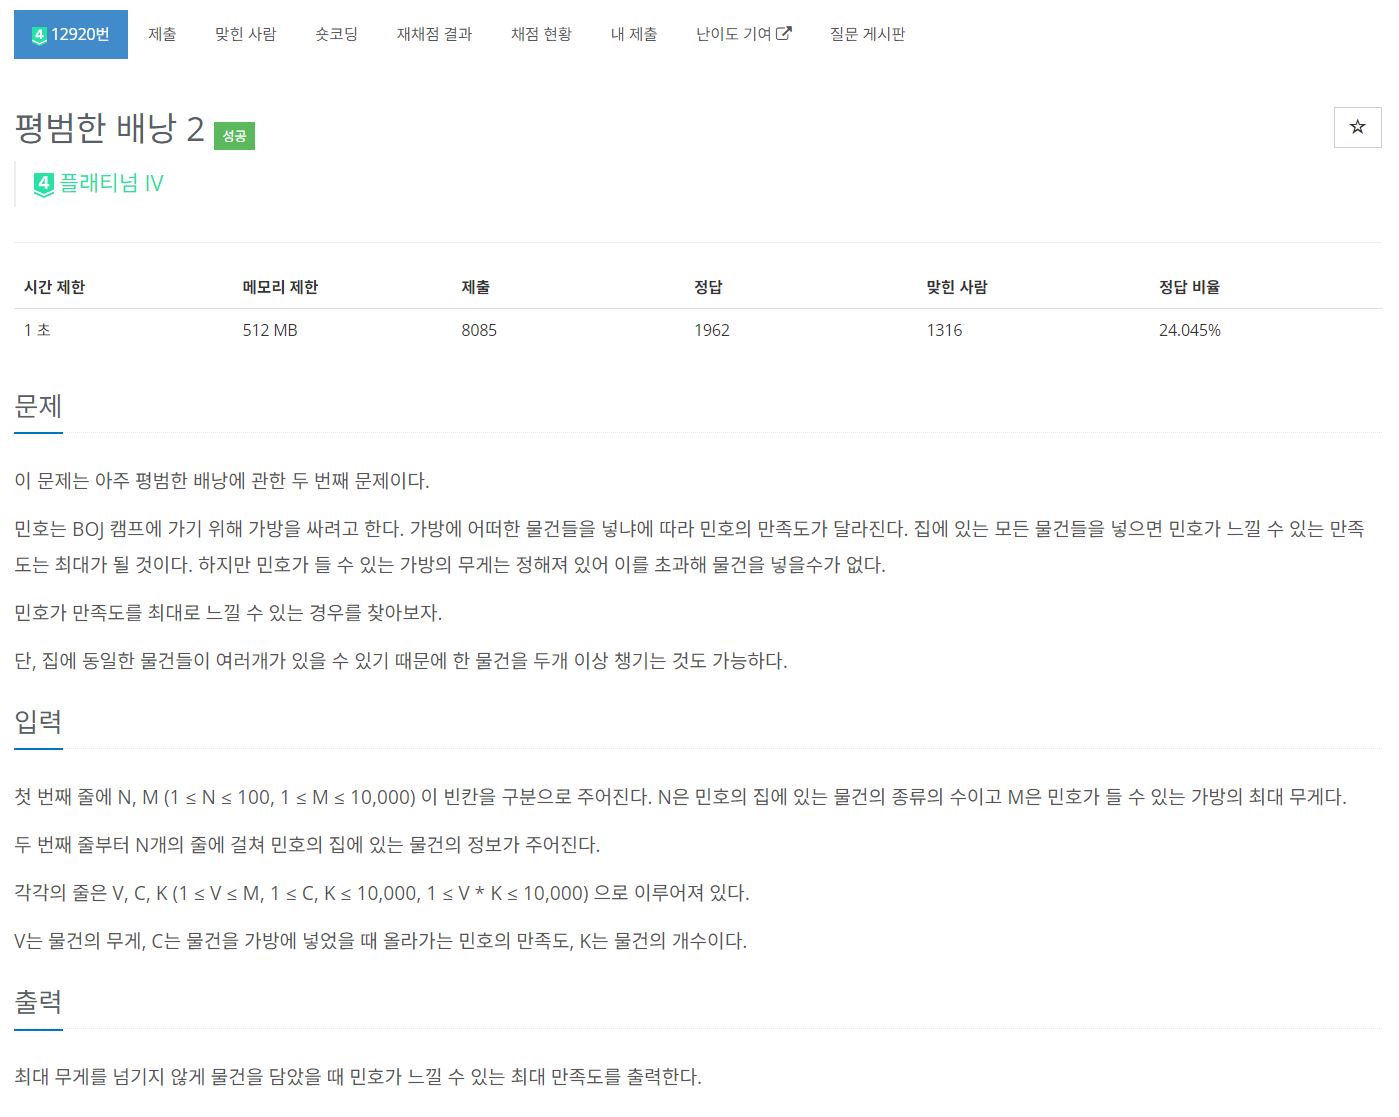 4 12920번 제출 맞힌 사람 숏코딩 재채점 결과 채점 현황 내 제출 난이도 기여 질문 게시판
평범한 배낭 2 성공
4 플래티넘 IV
시간 제한 메모리 제한 제출 정답 맞힌 사람 정답 비율
1 초 512 MB 8085 1962 1316 24.045%
문제
이 문제는 아주 평범한 배낭에 관한 두 번째 문제이다.
민호는 BOJ 캠프에 가기 위해 가방을 싸려고 한다. 가방에 어떠한 물건들을 넣냐에 따라 민호의 만족도가 달라진다. 집에 있는 모든 물건들을 넣으면 민호가 느낄 수 있는 만족
도는 최대가 될 것이다. 하지만 민호가 들 수 있는 가방의 무게는 정해져 있어 이를 초과해 물건을 넣을수가 없다.
민호가 만족도를 최대로 느낄 수 있는 경우를 찾아보자.
단, 집에 동일한 물건들이 여러개가 있을 수 있기 때문에 한 물건을 두개 이상 챙기는 것도 가능하다.
입력
첫 번째 줄에 N, M (1 ≤ N ≤ 100, 1 ≤ M ≤ 10,000) 이 빈칸을 구분으로 주어진다. N은 민호의 집에 있는 물건의 종류의 수이고 M은 민호가 들 수 있는 가방의 최대 무게다.
두 번째 줄부터 N개의 줄에 걸쳐 민호의 집에 있는 물건의 정보가 주어진다.
각각의 줄은 V, C, K (1 ≤ V ≤ M, 1 ≤ C, K ≤ 10,000, 1 ≤ V * K ≤ 10,000) 으로 이루어져 있다.
V는 물건의 무게, C는 물건을 가방에 넣었을 때 올라가는 민호의 만족도, K는 물건의 개수이다.
출력
최대 무게를 넘기지 않게 물건을 담았을 때 민호가 느낄 수 있는 최대 만족도를 출력한다.